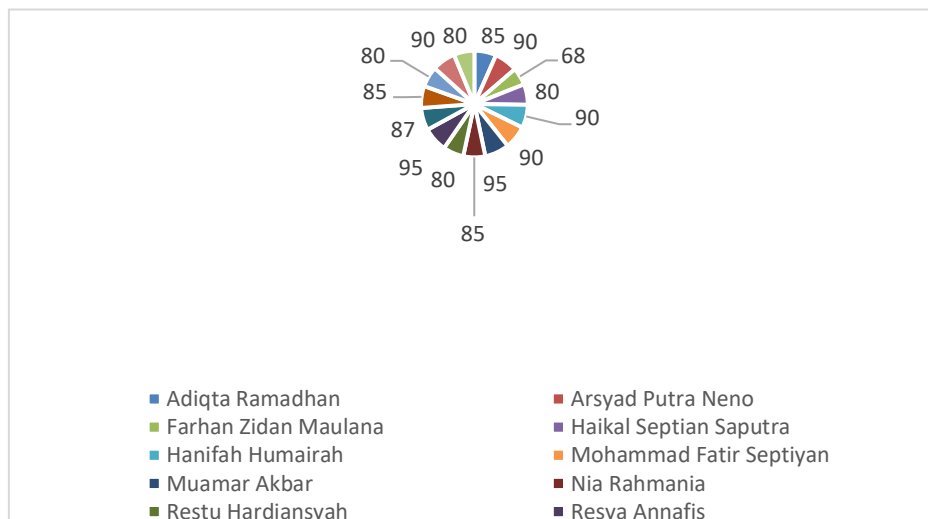 90 80 85 90
80 68
85 80
87 90
95 80 95 90
85
Adiqta Ramadhan Arsyad Putra Neno
Farhan Zidan Maulana Haikal Septian Saputra
Hanifah Humairah Mohammad Fatir Septiyan
Muamar Akbar Nia Rahmania
Restu Hardiansyah Resya Annafis